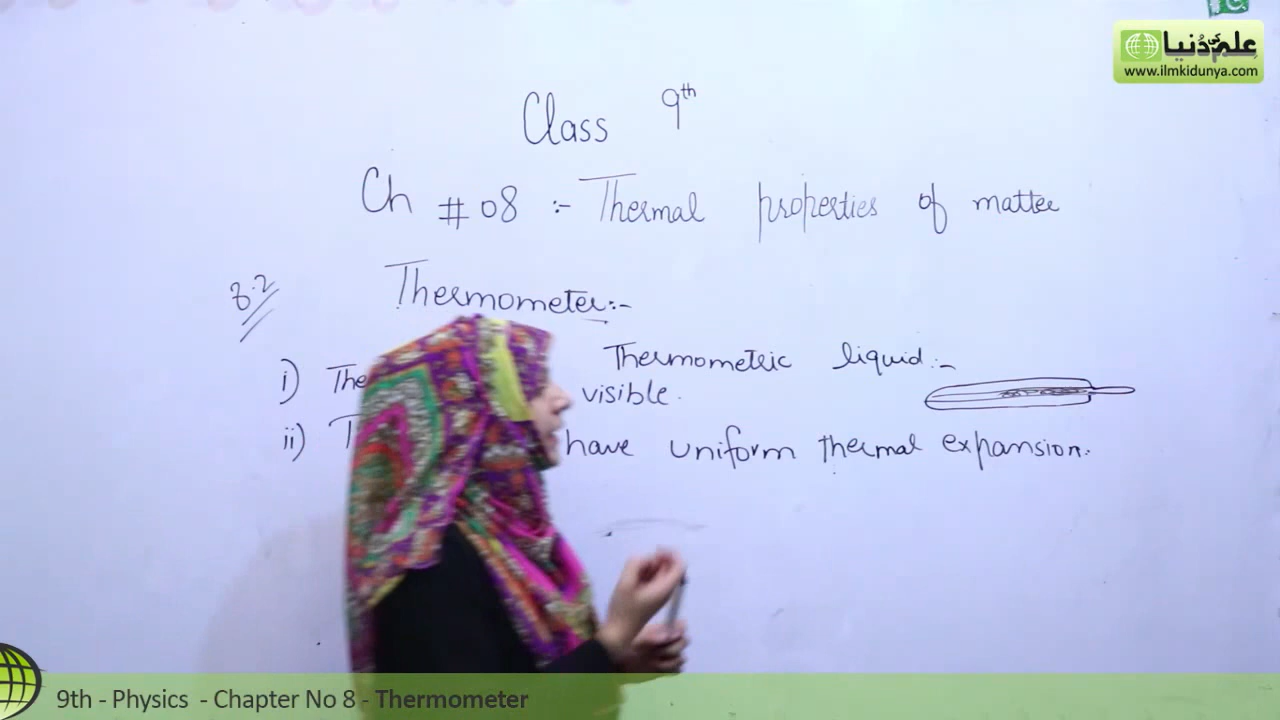 علم کی دُنیا
www.ilmkidunya.com
Class 9th
Ch # 08 :- Thermal properties of matter
8.2 Thermometer:-
Thermometric liquid:-
i) The visible.
ii) have uniform thermal expansion.
9th - Physics - Chapter No 8 - Thermometer